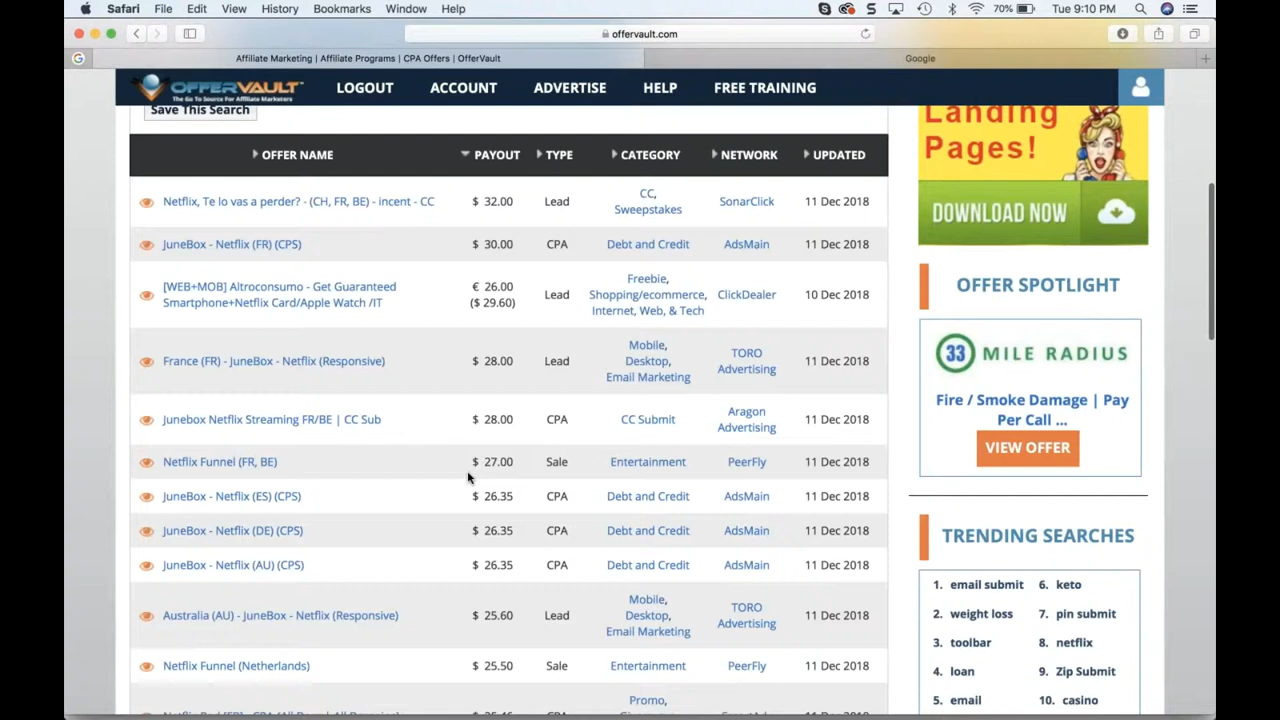 Safari File Edit View History Bookmarks Window Help
70% Tue 9:10 PM
offervault.com
Affiliate Marketing | Affiliate Programs | CPA Offers | OfferVault
Google
OFFERVAULT
The Go To Source For Affiliate Marketers
LOGOUT ACCOUNT ADVERTISE HELP FREE TRAINING
Save This Search
OFFER NAME PAYOUT TYPE CATEGORY NETWORK UPDATED
Netflix, Te lo vas a perder? - (CH, FR, BE) - incent - CC $ 32.00 Lead CC, Sweepstakes SonarClick 11 Dec 2018
JuneBox - Netflix (FR) (CPS) $ 30.00 CPA Debt and Credit AdsMain 11 Dec 2018
[WEB+MOB] Altroconsumo - Get Guaranteed Smartphone+Netflix Card/Apple Watch /IT € 26.00 ($ 29.60) Lead Freebie, Shopping/ecommerce, Internet, Web, & Tech ClickDealer 10 Dec 2018
France (FR) - JuneBox - Netflix (Responsive) $ 28.00 Lead Mobile, Desktop, Email Marketing TORO Advertising 11 Dec 2018
Junebox Netflix Streaming FR/BE | CC Sub $ 28.00 CPA CC Submit Aragon Advertising 11 Dec 2018
Netflix Funnel (FR, BE) $ 27.00 Sale Entertainment PeerFly 11 Dec 2018
JuneBox - Netflix (ES) (CPS) $ 26.35 CPA Debt and Credit AdsMain 11 Dec 2018
JuneBox - Netflix (DE) (CPS) $ 26.35 CPA Debt and Credit AdsMain 11 Dec 2018
JuneBox - Netflix (AU) (CPS) $ 26.35 CPA Debt and Credit AdsMain 11 Dec 2018
Australia (AU) - JuneBox - Netflix (Responsive) $ 25.60 Lead Mobile, Desktop, Email Marketing TORO Advertising 11 Dec 2018
Netflix Funnel (Netherlands) $ 25.50 Sale Entertainment PeerFly 11 Dec 2018
Promo,
Landing
Pages!
DOWNLOAD NOW
OFFER SPOTLIGHT
33 MILE RADIUS
Fire / Smoke Damage | Pay
Per Call ...
VIEW OFFER
TRENDING SEARCHES
1. email submit 6. keto
2. weight loss 7. pin submit
3. toolbar 8. netflix
4. loan 9. Zip Submit
5. email 10. casino